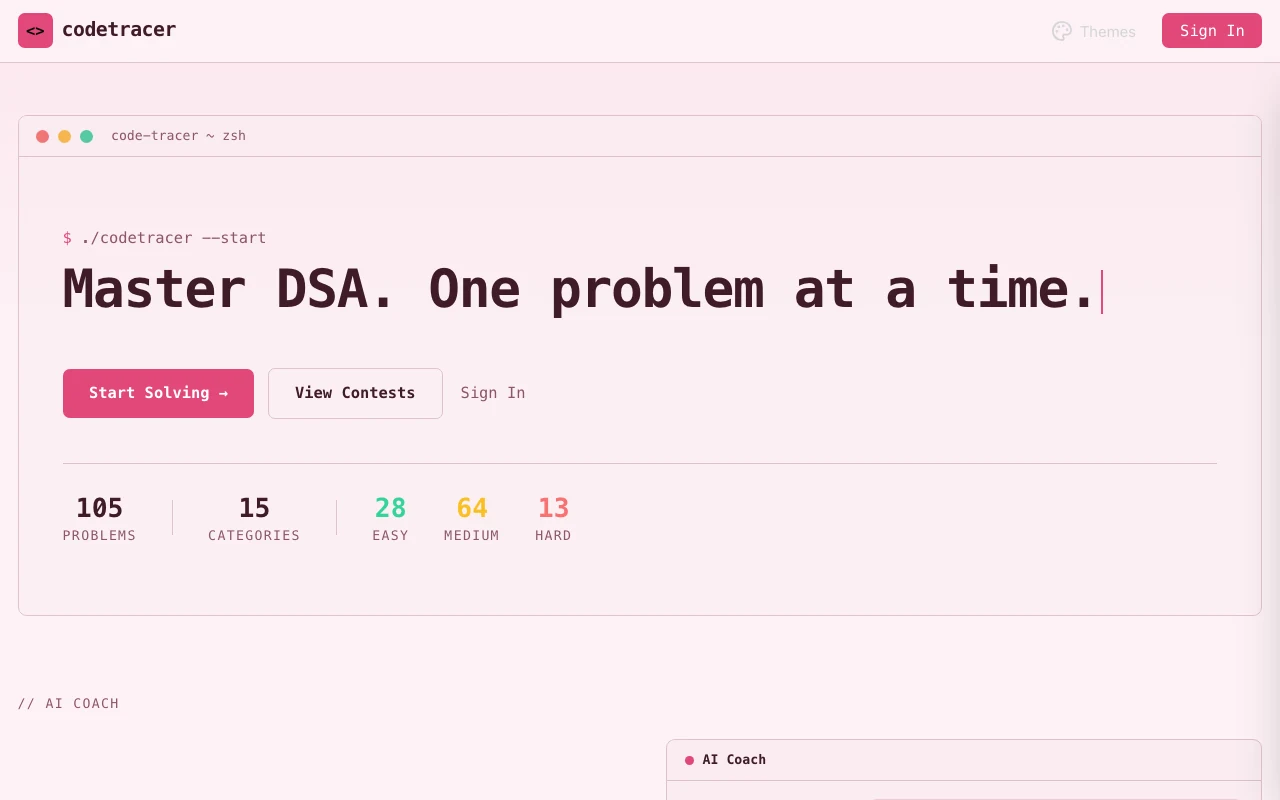 <> codetracer
Themes
Sign In
code-tracer ~ zsh
$ ./codetracer --start
Master DSA. One problem at a time.
Start Solving →
View Contests
Sign In
105
PROBLEMS
15
CATEGORIES
28
EASY
64
MEDIUM
13
HARD
// AI COACH
AI Coach